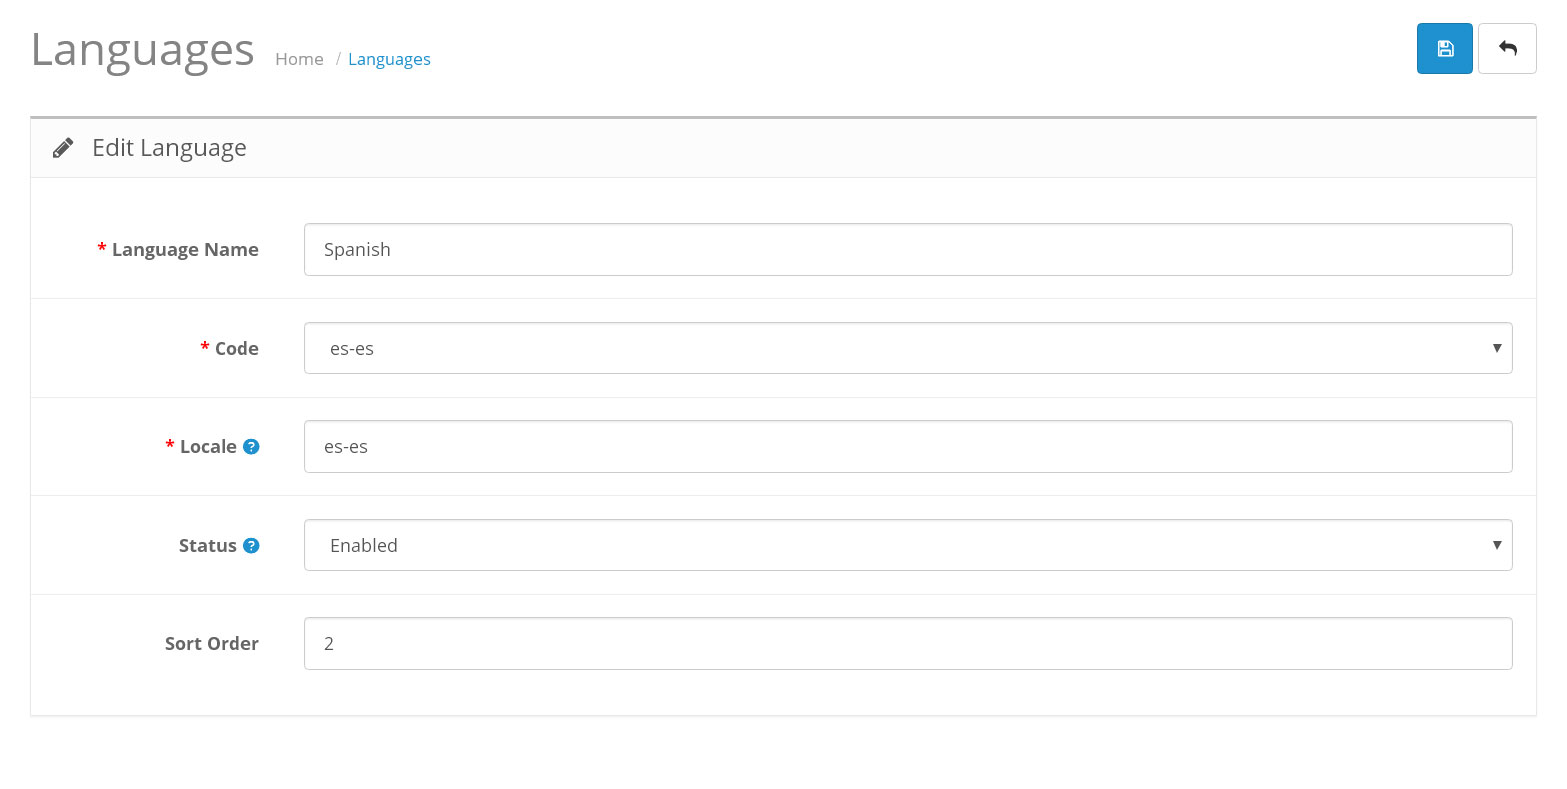 Languages
Home / Languages
Edit Language
* Language Name
Spanish
* Code
es-es
* Locale ?
es-es
Status ?
Enabled
Sort Order
2